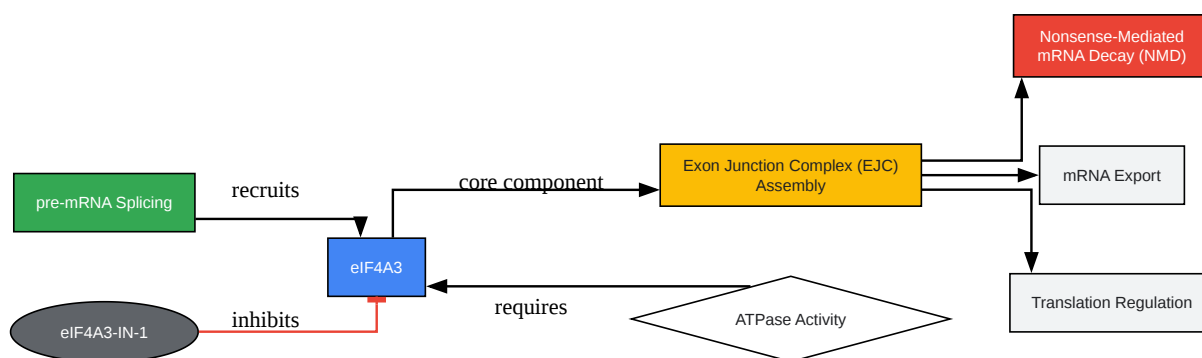 Nonsense-Mediated
mRNA Decay (NMD)
Exon Junction Complex (EJC)
Assembly
mRNA Export
pre-mRNA Splicing
recruits
core component
eIF4A3
requires
ATPase Activity
Translation Regulation
eIF4A3-IN-1
inhibits